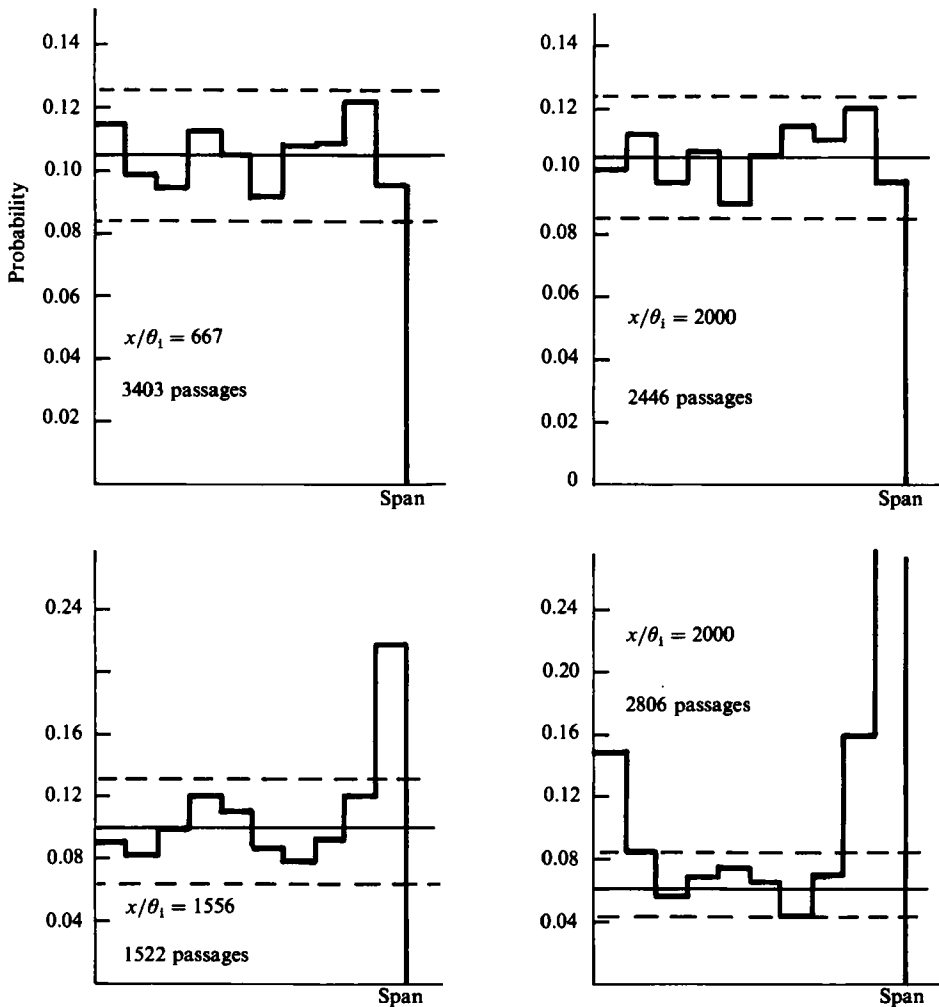 0.14
0.12
0.10
0.08
0.06
0.04
0.02
Probability
x/θ₁ = 667
3403 passages
Span
0.14
0.12
0.10
0.08
0.06
0.04
0.02
0
x/θ₁ = 2000
2446 passages
Span
0.24
0.16
0.12
0.08
0.04
x/θ₁ = 1556
1522 passages
Span
0.24
0.20
0.16
0.12
0.08
0.04
x/θ₁ = 2000
2806 passages
Span